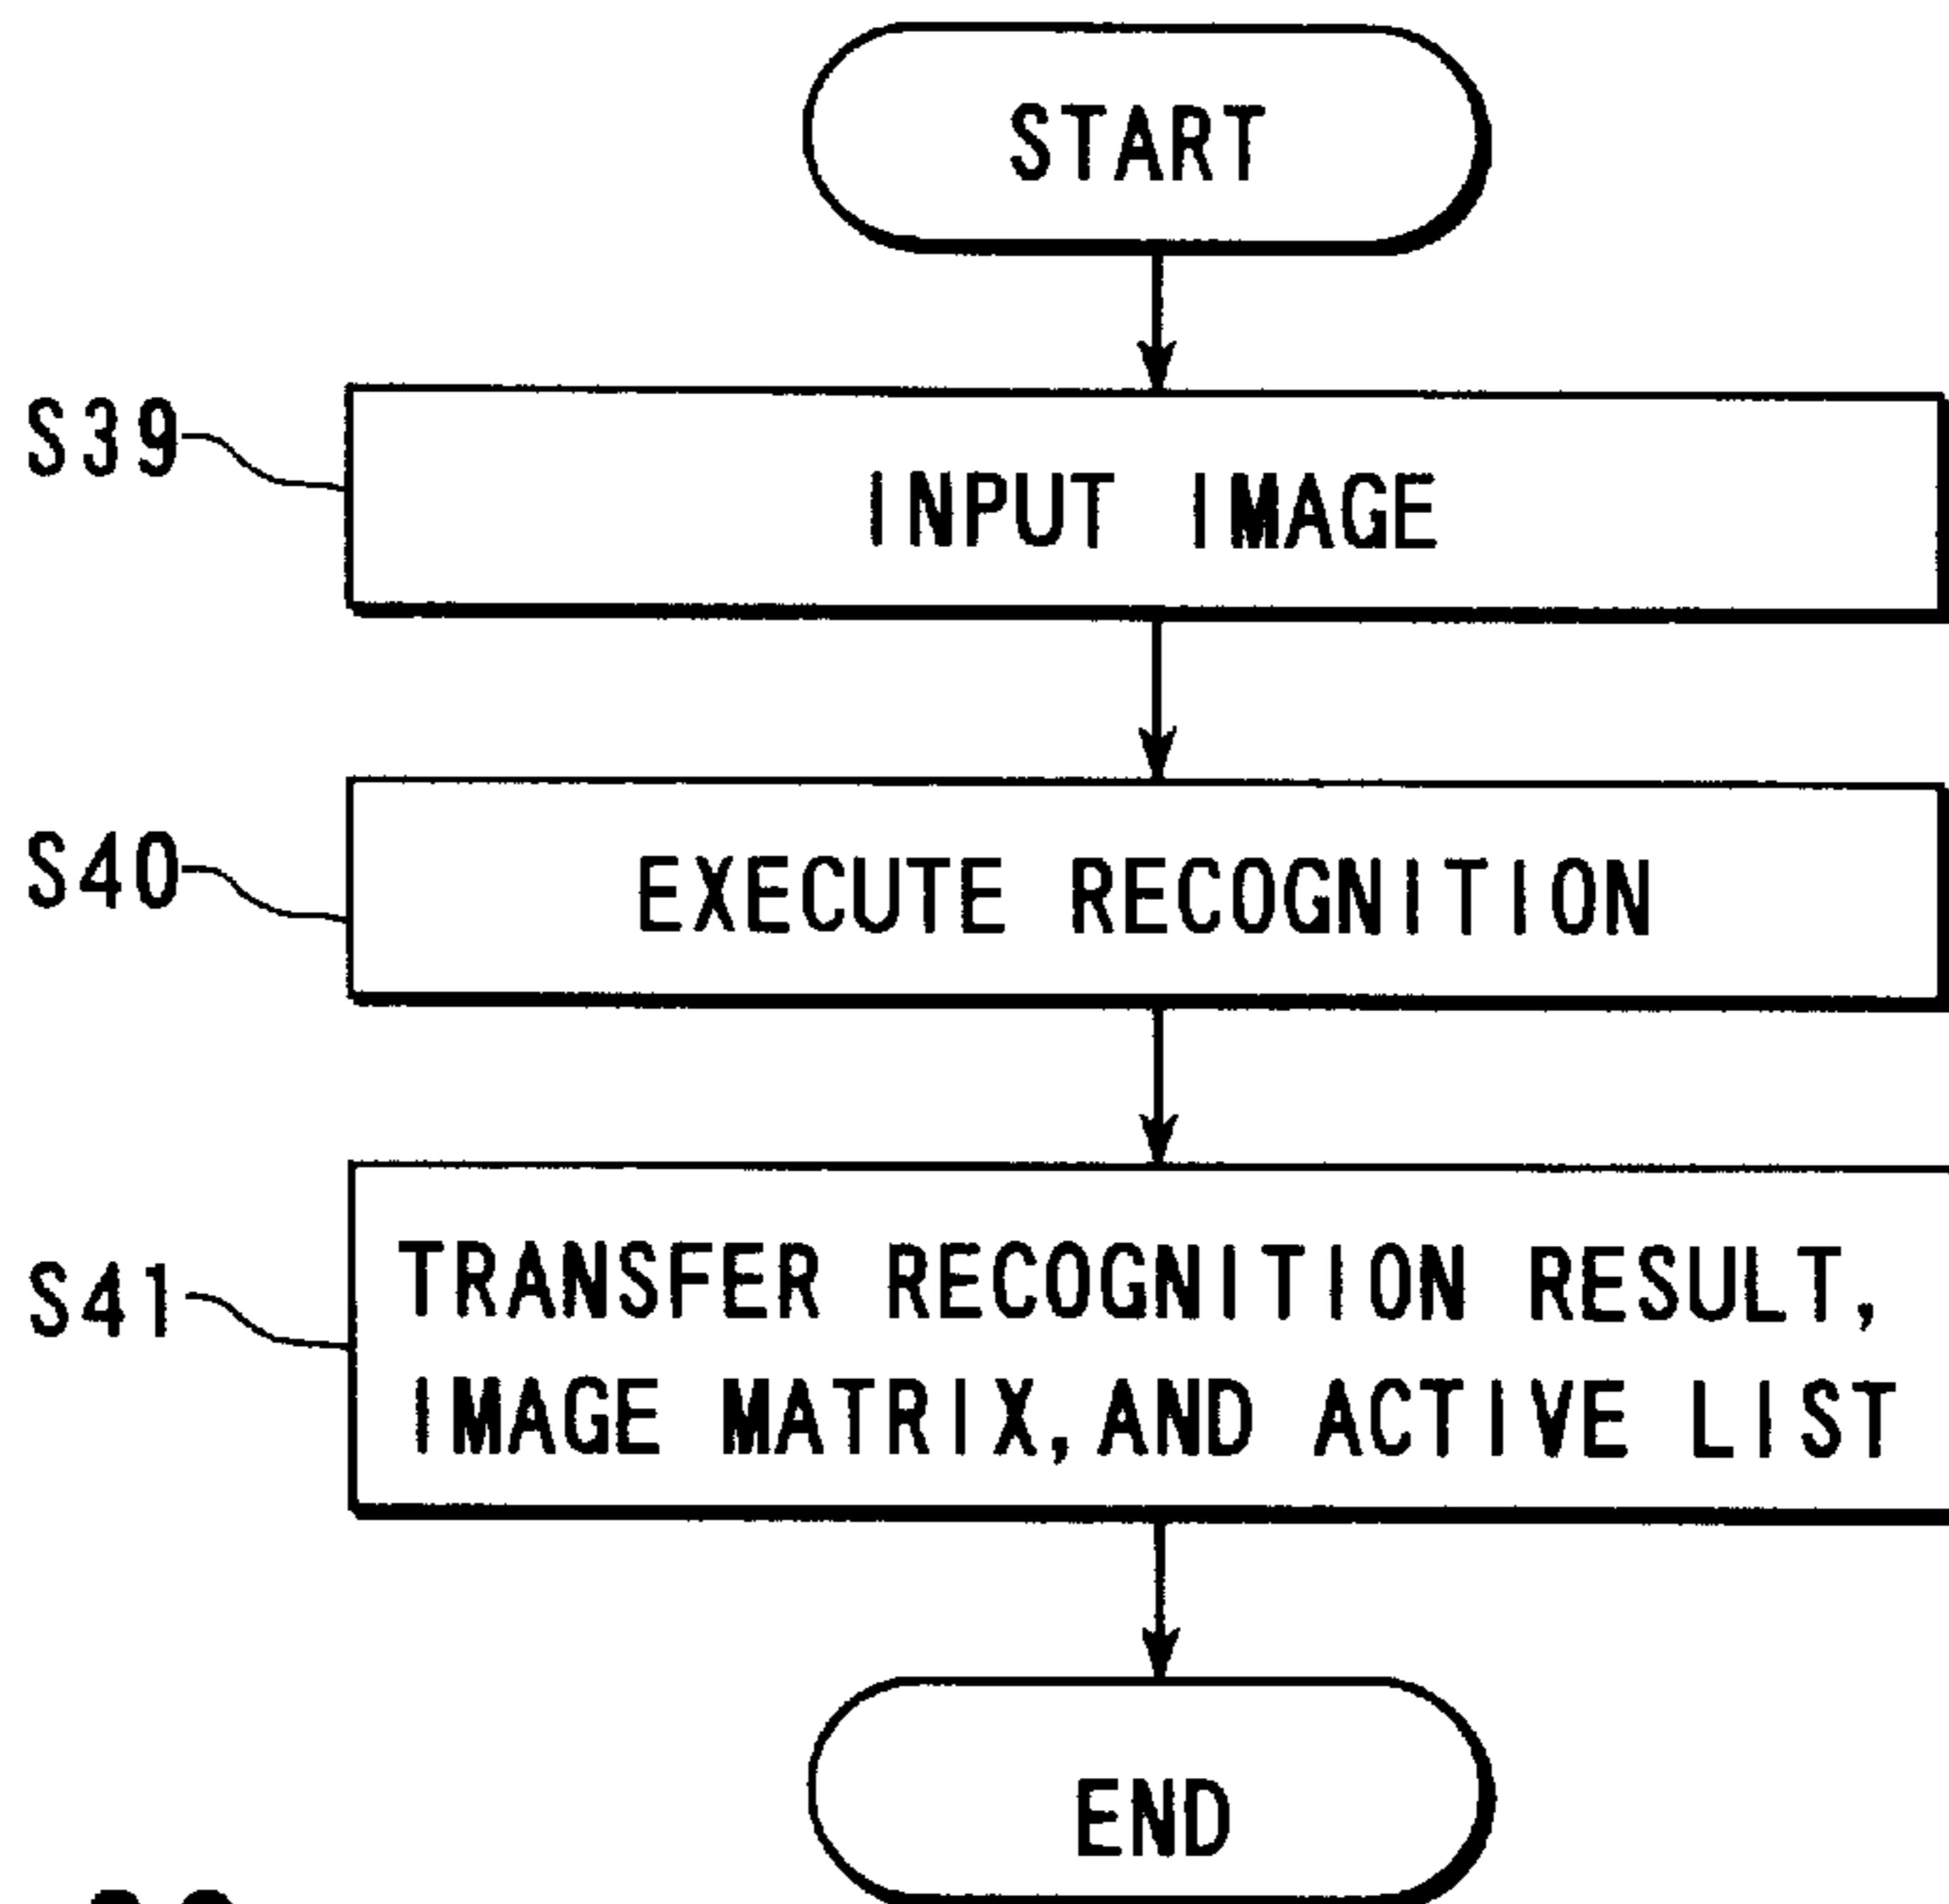 START
S39
INPUT IMAGE
S40
EXECUTE RECOGNITION
S41
TRANSFER RECOGNITION RESULT,
IMAGE MATRIX,AND ACTIVE LIST
END